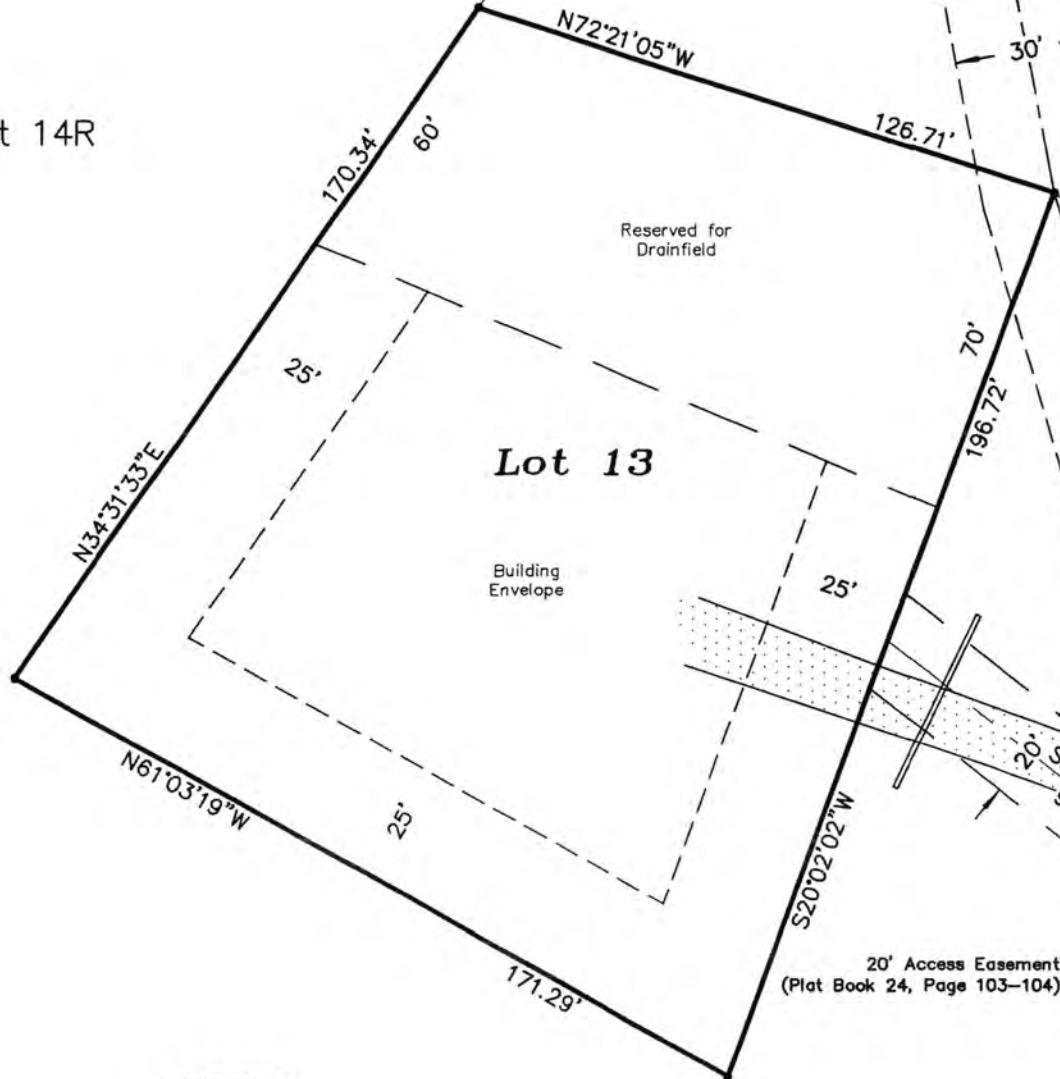 N72°21'05"W
30'
t 14R
126.71'
60'
170.34'
Reserved for
Drainfield
70'
25'
196.72'
Lot 13
N34°31'33"E
Building
Envelope
25'
20'
N61°03'19"W
25'
S20°02'02"W
20' Access Easement
(Plat Book 24, Page 103–104)
171.29'